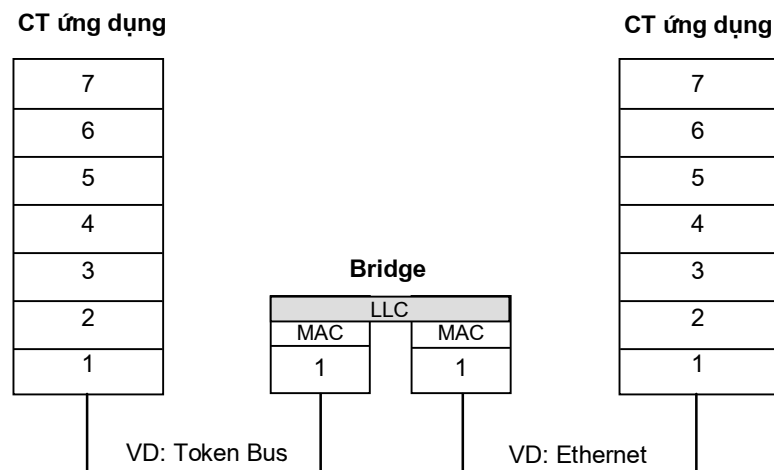 CT ứng dụng
CT ứng dụng
7
6
5
4
3
2
1
Bridge
LLC
MAC
MAC
1
1
7
6
5
4
3
2
1
VD: Token Bus
VD: Ethernet